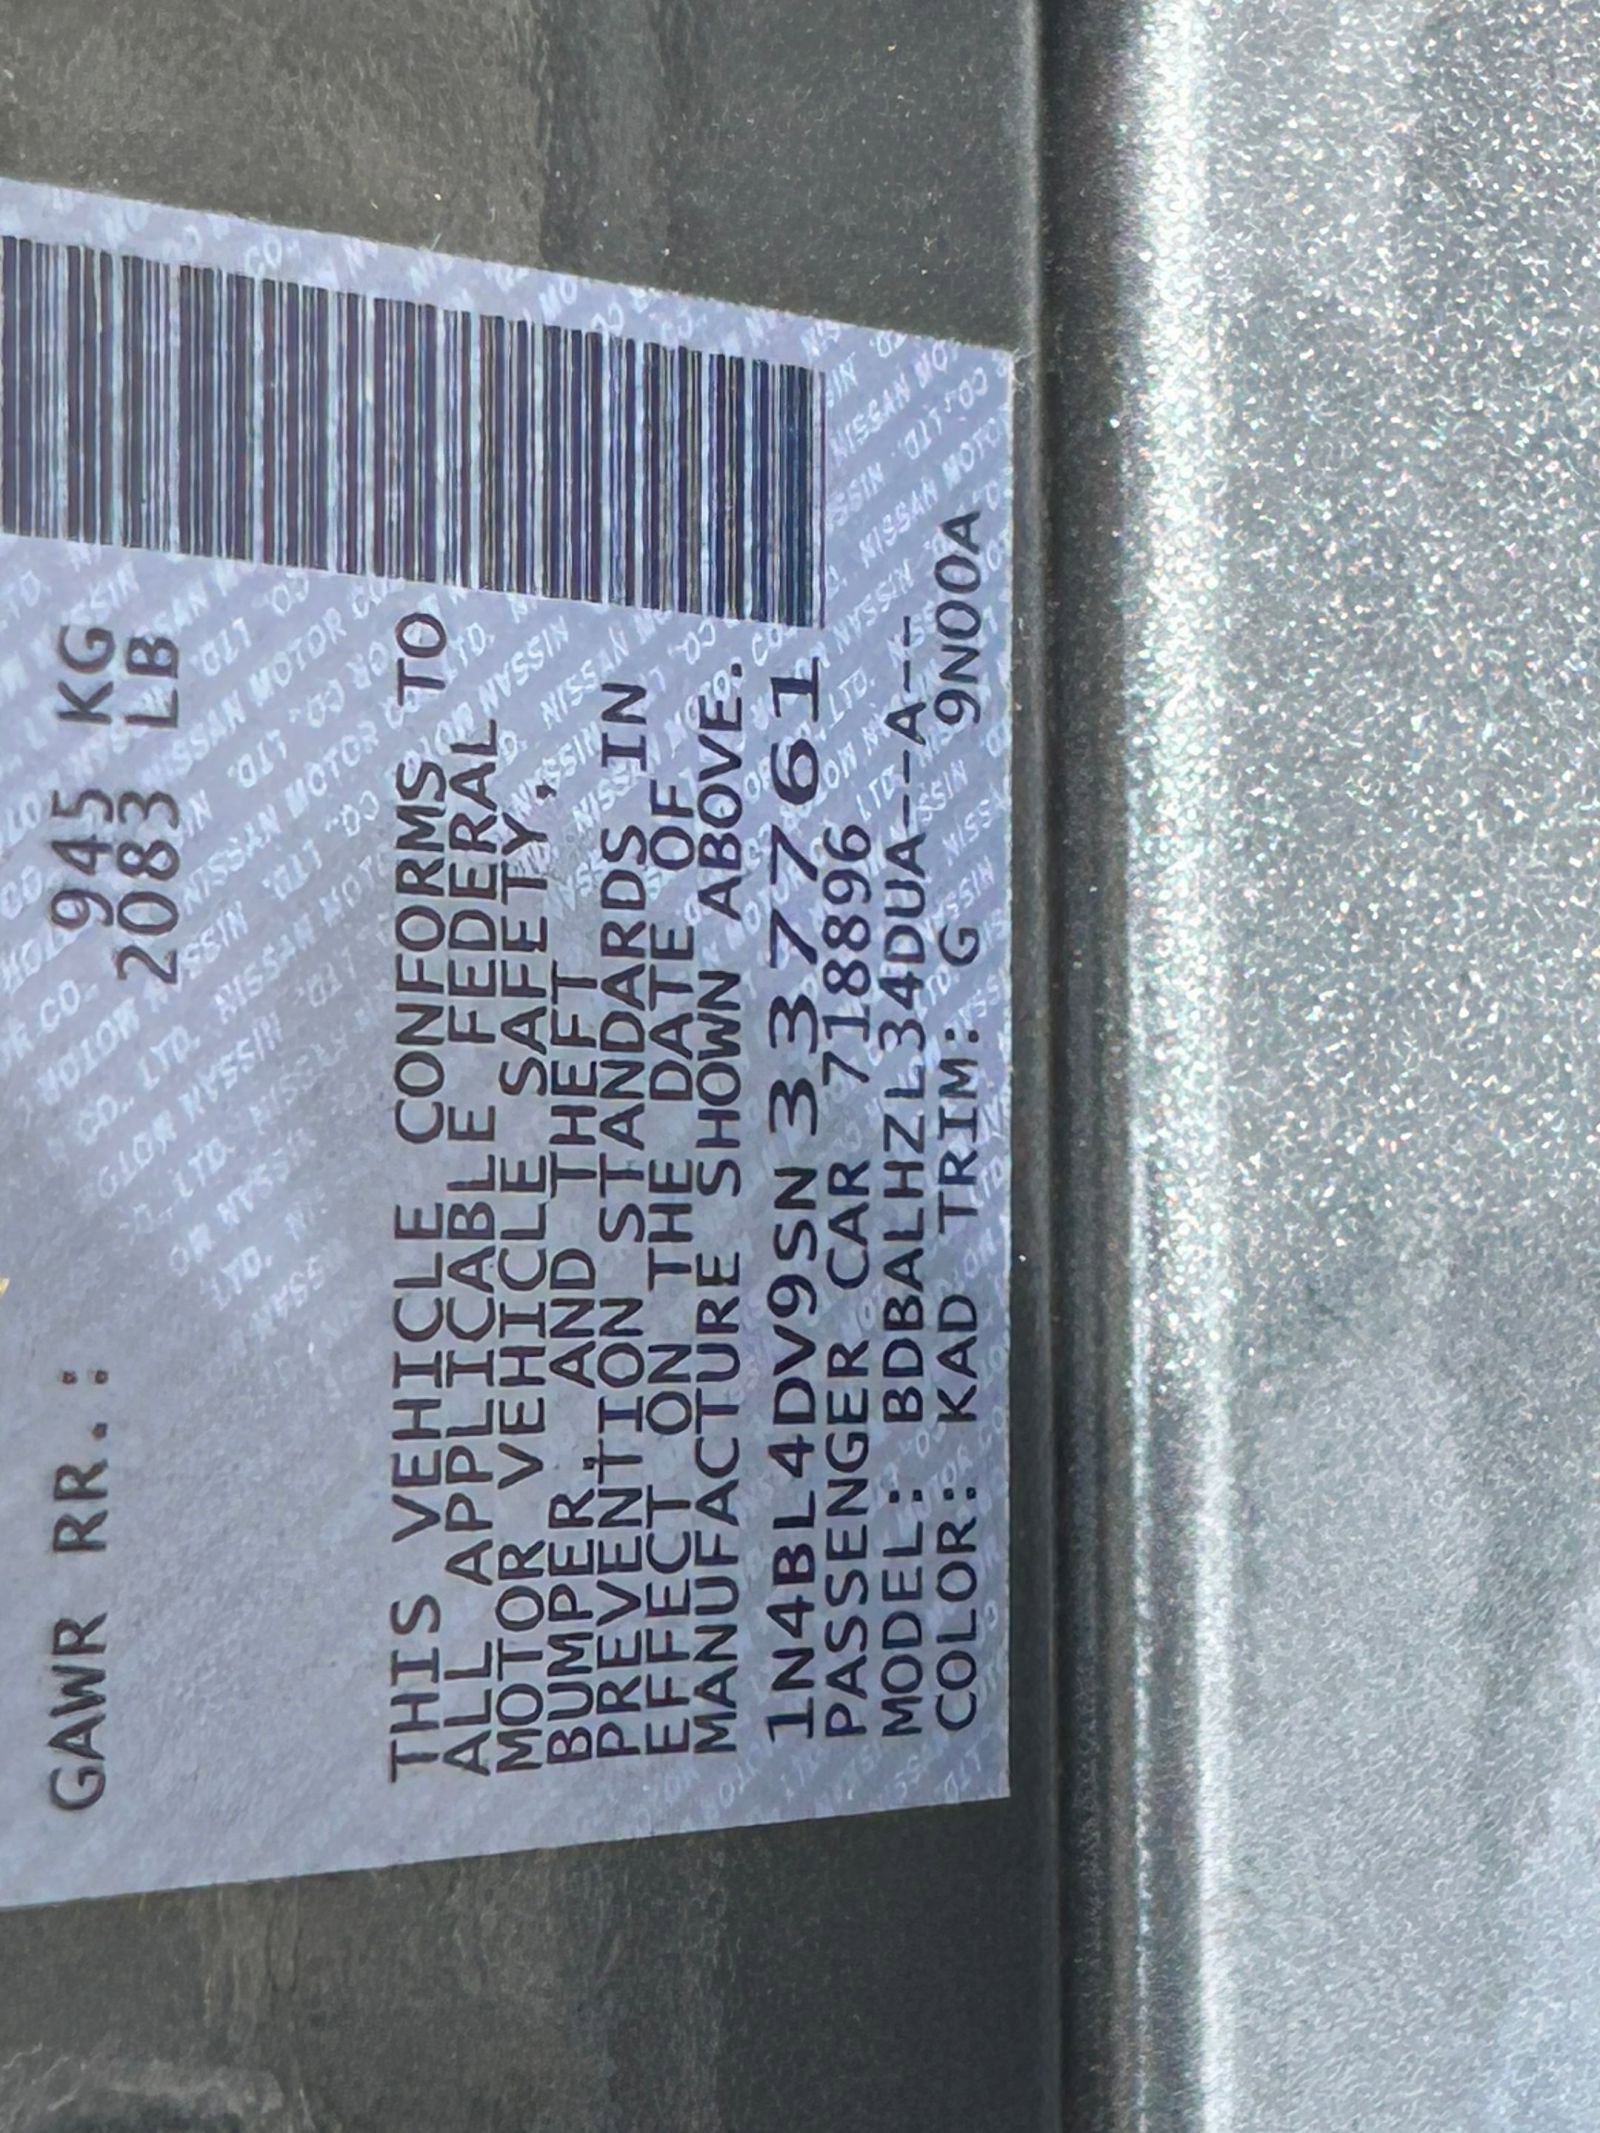 GAWR RR.: 945 KG
2083 LB
THIS VEHICLE CONFORMS TO
ALL APPLICABLE FEDERAL
MOTOR VEHICLE SAFETY,
BUMPER, AND THEFT
PREVENTION STANDARDS IN
EFFECT ON THE DATE OF
MANUFACTURE SHOWN ABOVE.
1N4BL4DV9SN337761
PASSENGER CAR 718896
MODEL: BDBALHZL34DUA--A---
COLOR: KAD TRIM: G 9N00A